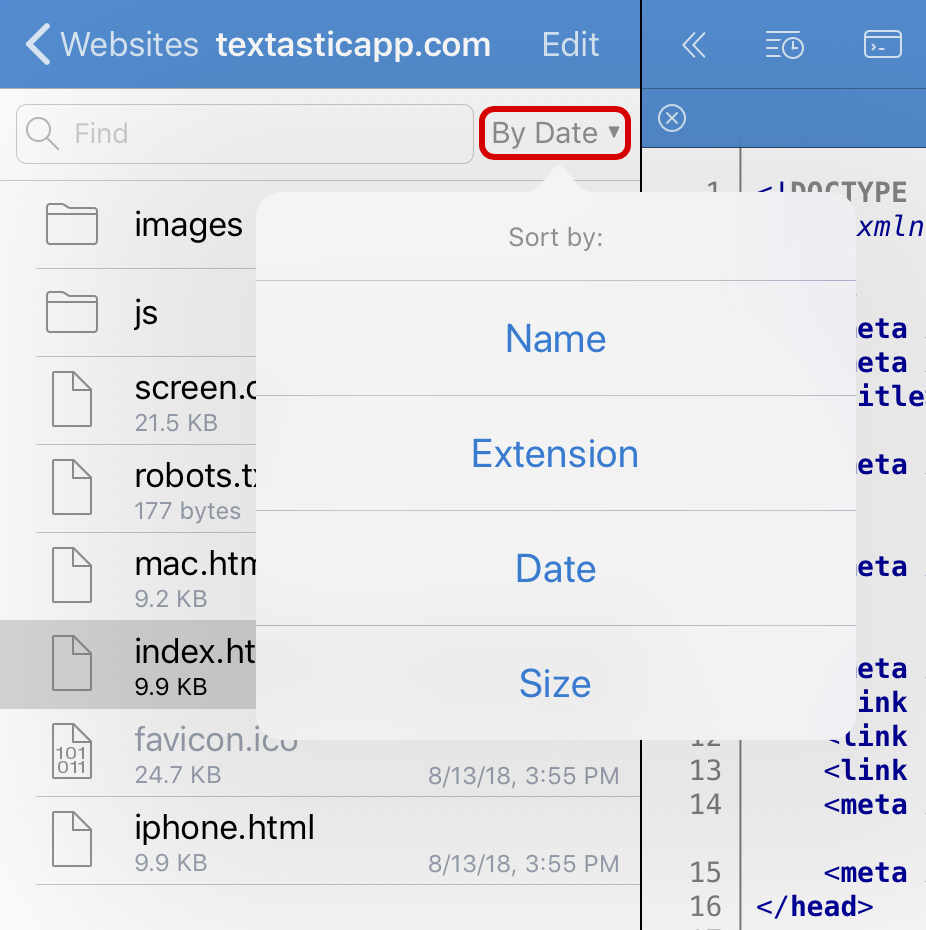 Websites textasticapp.com Edit
Find By Date ▼
images
js
screen.c
21.5 KB
robots.tx
177 bytes
mac.htm
9.2 KB
index.ht
9.9 KB
favicon.ico
24.7 KB 8/13/18, 3:55 PM
iphone.html
9.9 KB 8/13/18, 3:55 PM
Sort by:
Name
Extension
Date
Size
1 <!DOCTYPE
xmln
eta
eta
itle
eta
eta
eta
ink
12 <link
13 <link
14 <meta
15 <meta
16 </head>
101
011